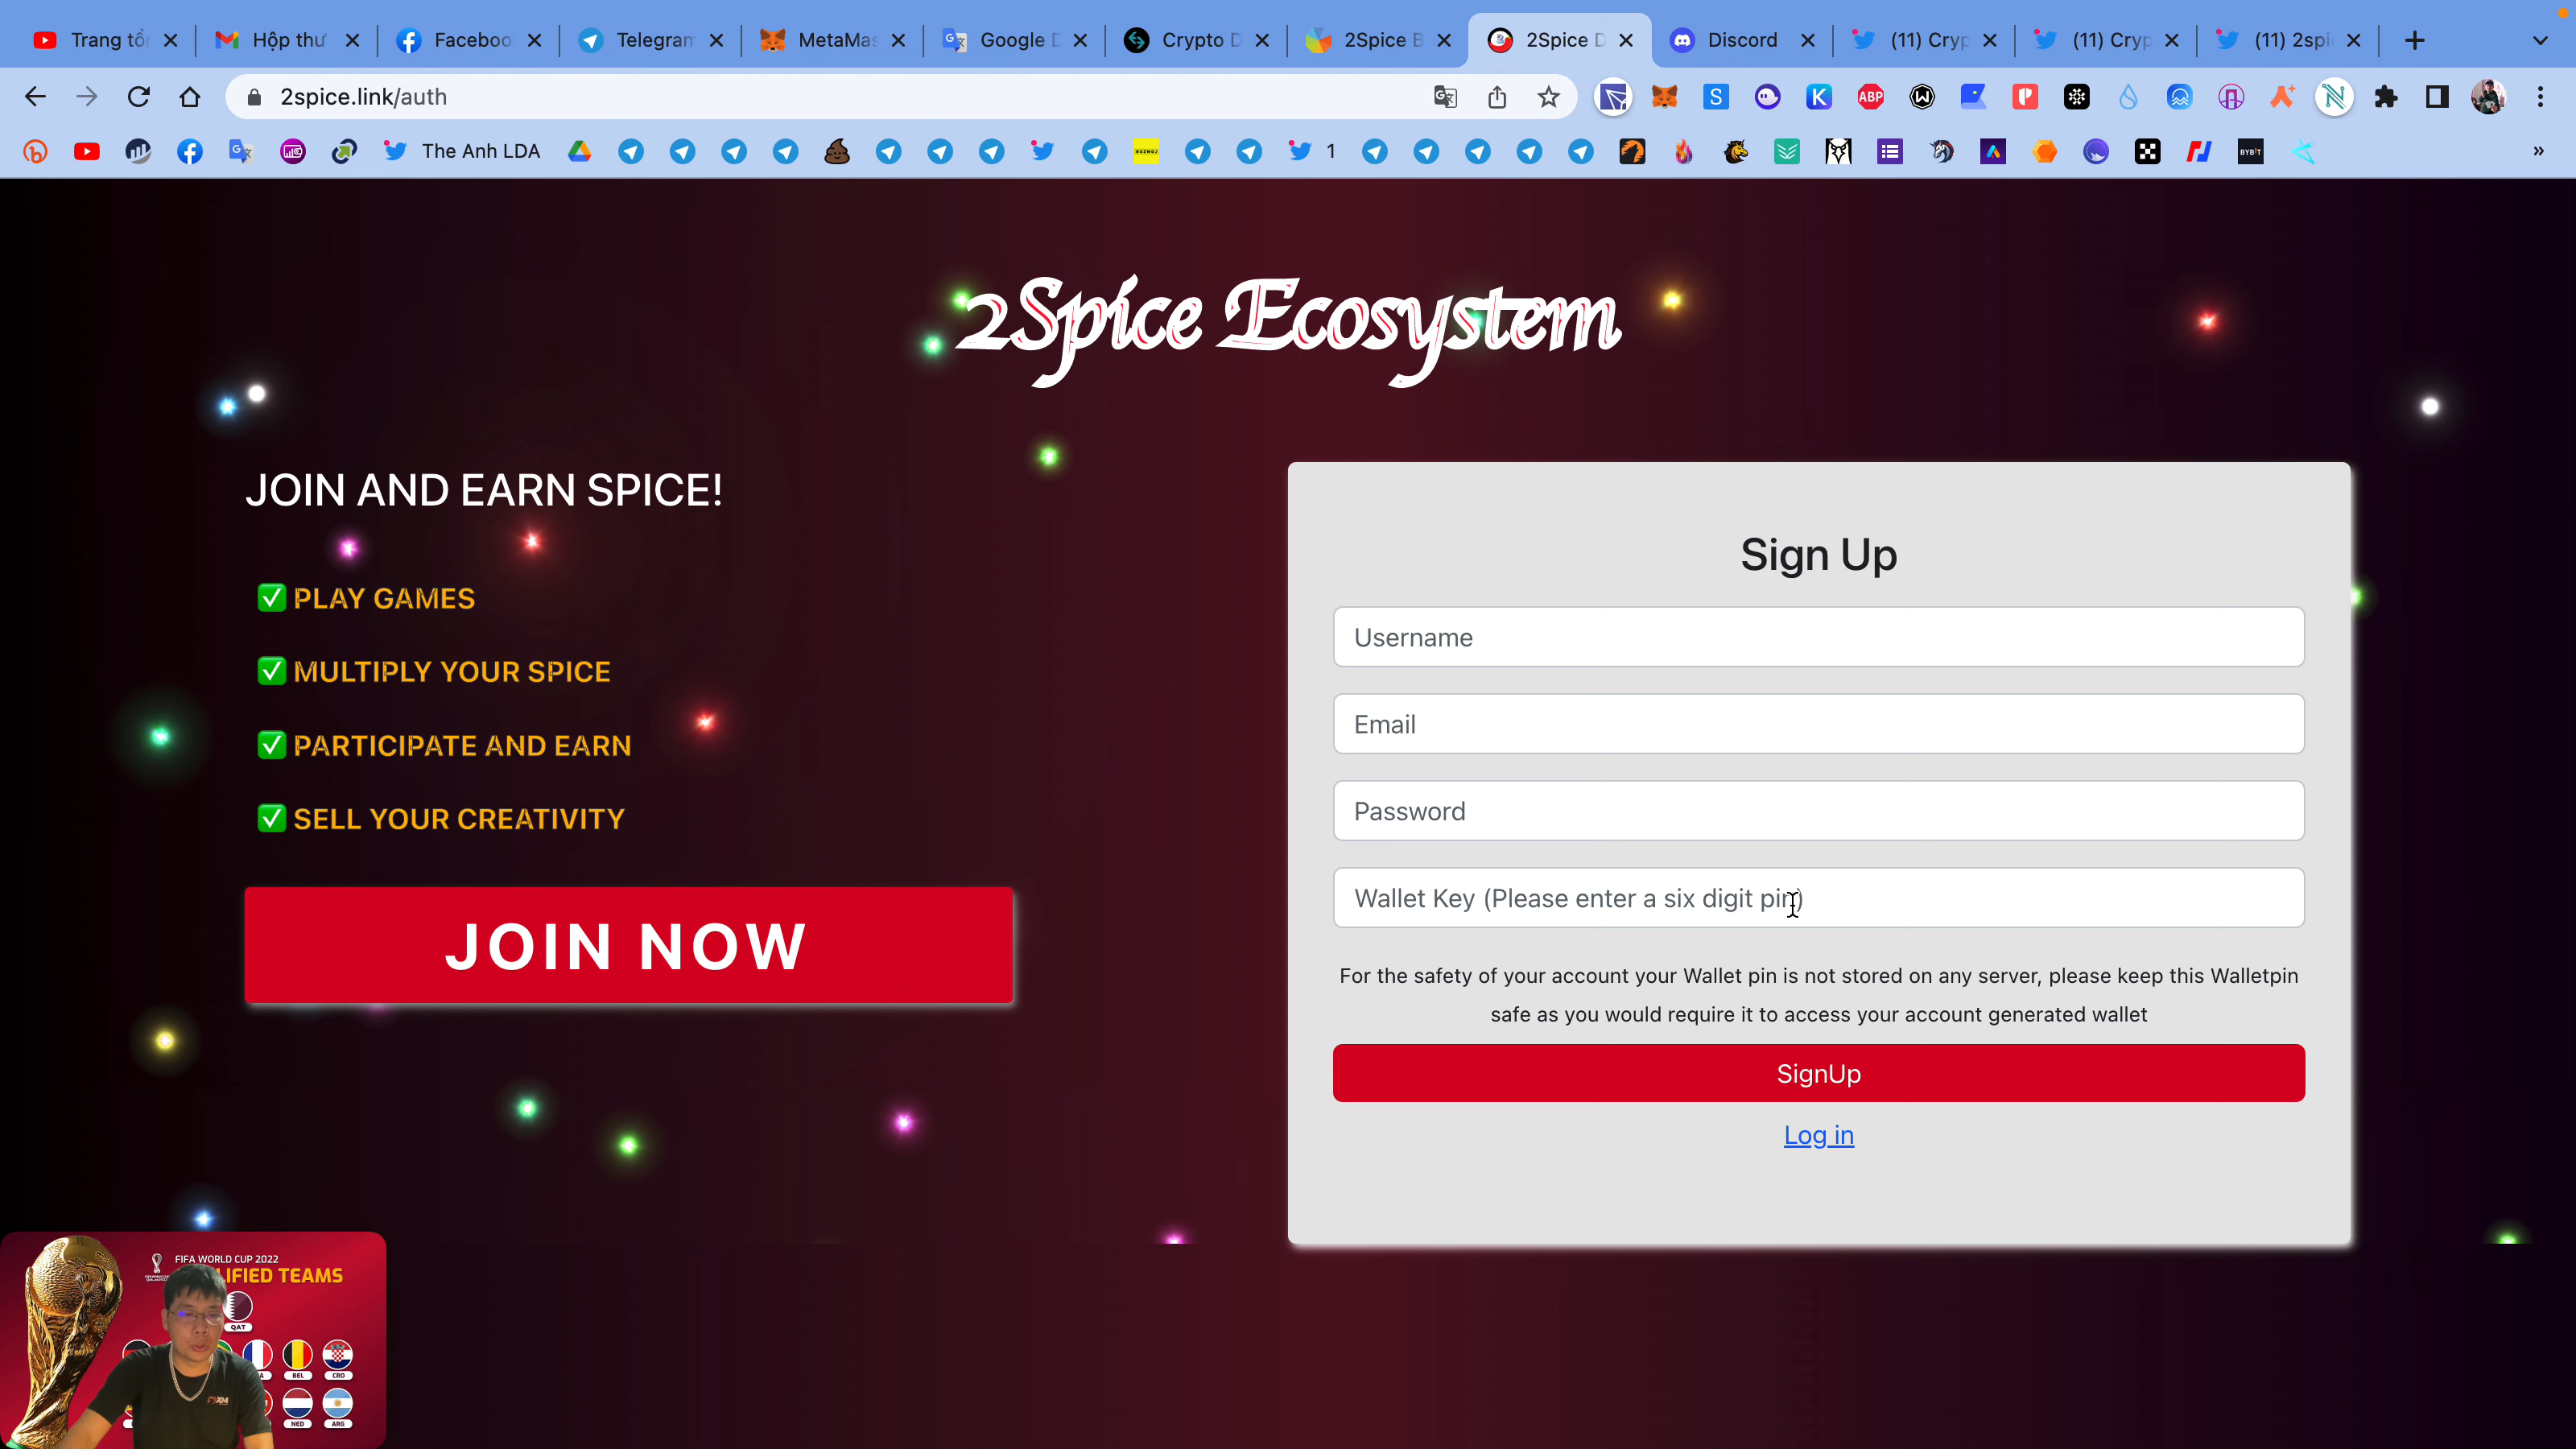 Trang tổ
Hộp thư
Faceboo
Telegram
MetaMas
Google D
Crypto D
2Spice B
2Spice D
Discord
(11) Cryp
(11) Cryp
(11) 2spi
2spice.link/auth
The Anh LDA
1
2Spice Ecosystem
JOIN AND EARN SPICE!
✅ PLAY GAMES
✅ MULTIPLY YOUR SPICE
✅ PARTICIPATE AND EARN
✅ SELL YOUR CREATIVITY
JOIN NOW
Sign Up
Username
Email
Password
Wallet Key (Please enter a six digit pin)
For the safety of your account your Wallet pin is not stored on any server, please keep this Walletpin
safe as you would require it to access your account generated wallet
SignUp
Log in
FIFA WORLD CUP 2022
LIFIED TEAMS
QAT
BEL
CRO
NED
ARG